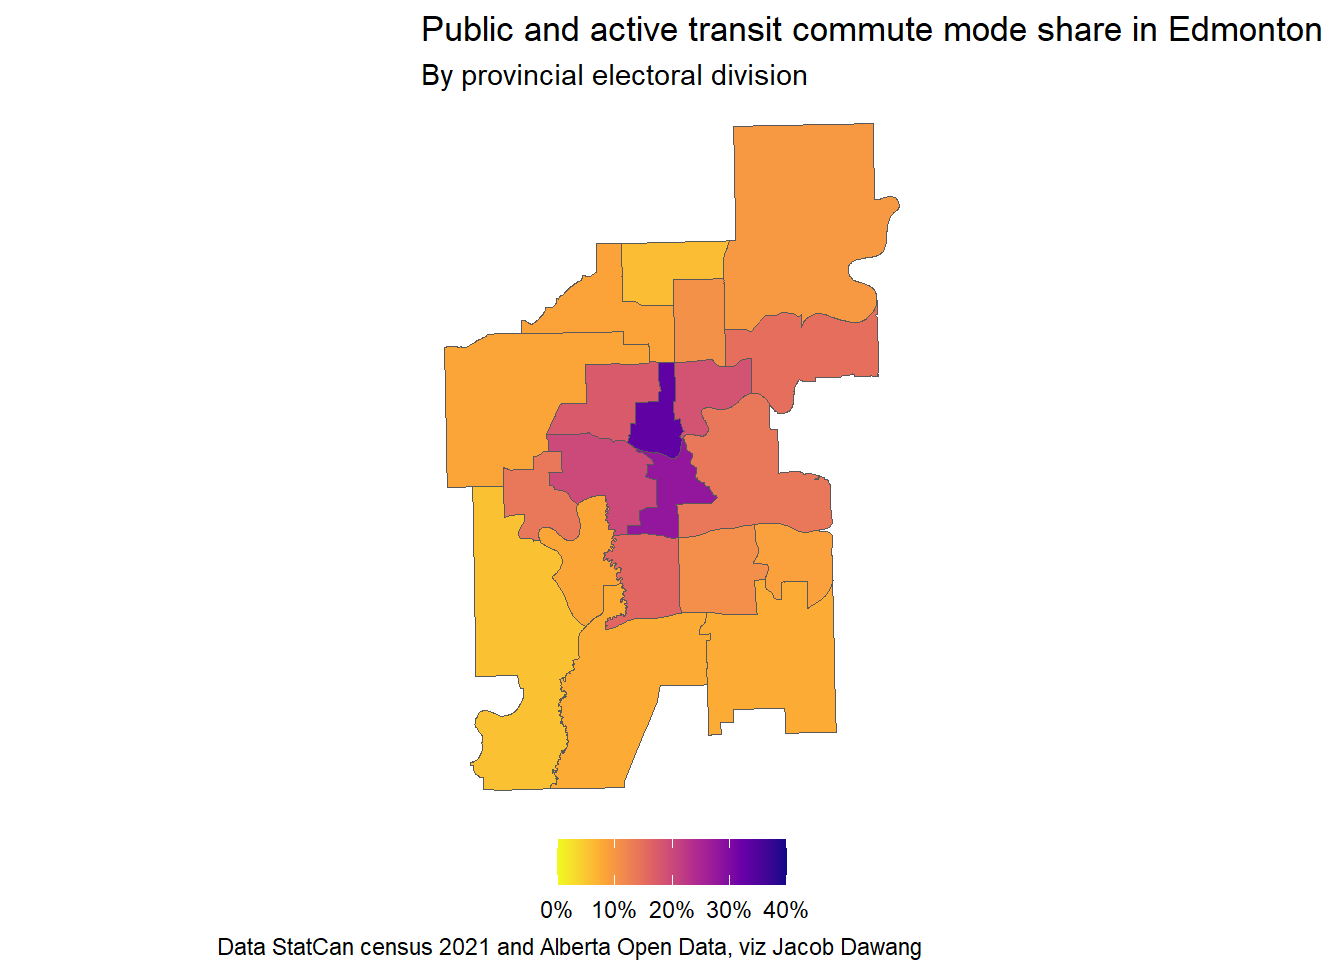 Public and active transit commute mode share in Edmonton
By provincial electoral division
0% 10% 20% 30% 40%
Data StatCan census 2021 and Alberta Open Data, viz Jacob Dawang